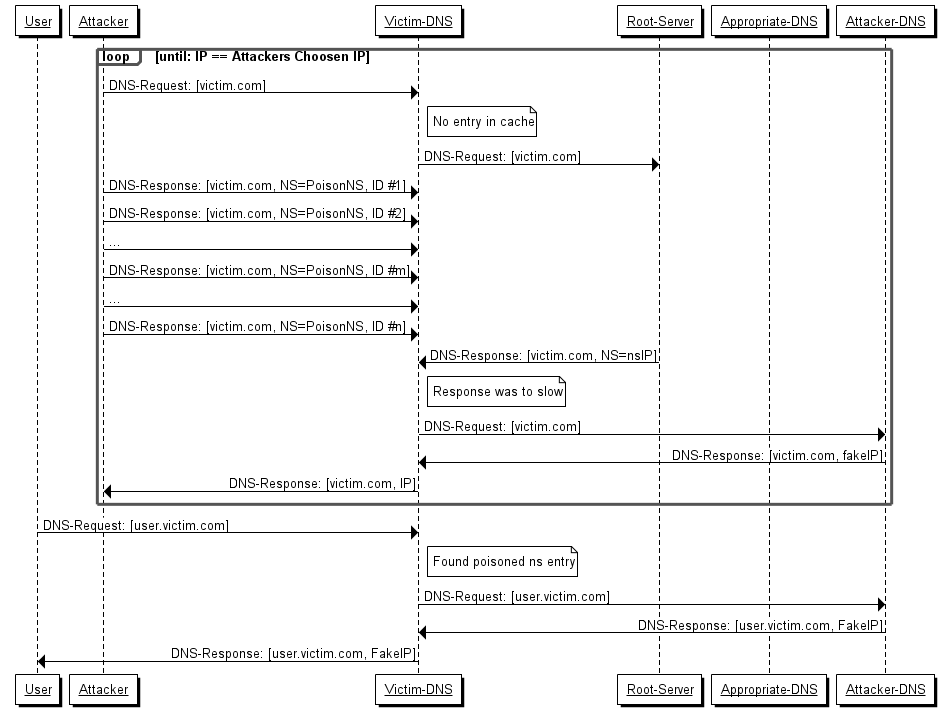 User
Attacker
Victim-DNS
Root-Server
Appropriate-DNS
Attacker-DNS
loop
[until: IP == Attackers Choosen IP]
DNS-Request: [victim.com]
No entry in cache
DNS-Request: [victim.com]
DNS-Response: [victim.com, NS=PoisonNS, ID #1]
DNS-Response: [victim.com, NS=PoisonNS, ID #2]
...
DNS-Response: [victim.com, NS=PoisonNS, ID #m]
...
DNS-Response: [victim.com, NS=PoisonNS, ID #n]
DNS-Response: [victim.com, NS=nsIP]
Response was to slow
DNS-Request: [victim.com]
DNS-Response: [victim.com, fakeIP]
DNS-Response: [victim.com, IP]
DNS-Request: [user.victim.com]
Found poisoned ns entry
DNS-Request: [user.victim.com]
DNS-Response: [user.victim.com, FakeIP]
DNS-Response: [user.victim.com, FakeIP]
User
Attacker
Victim-DNS
Root-Server
Appropriate-DNS
Attacker-DNS